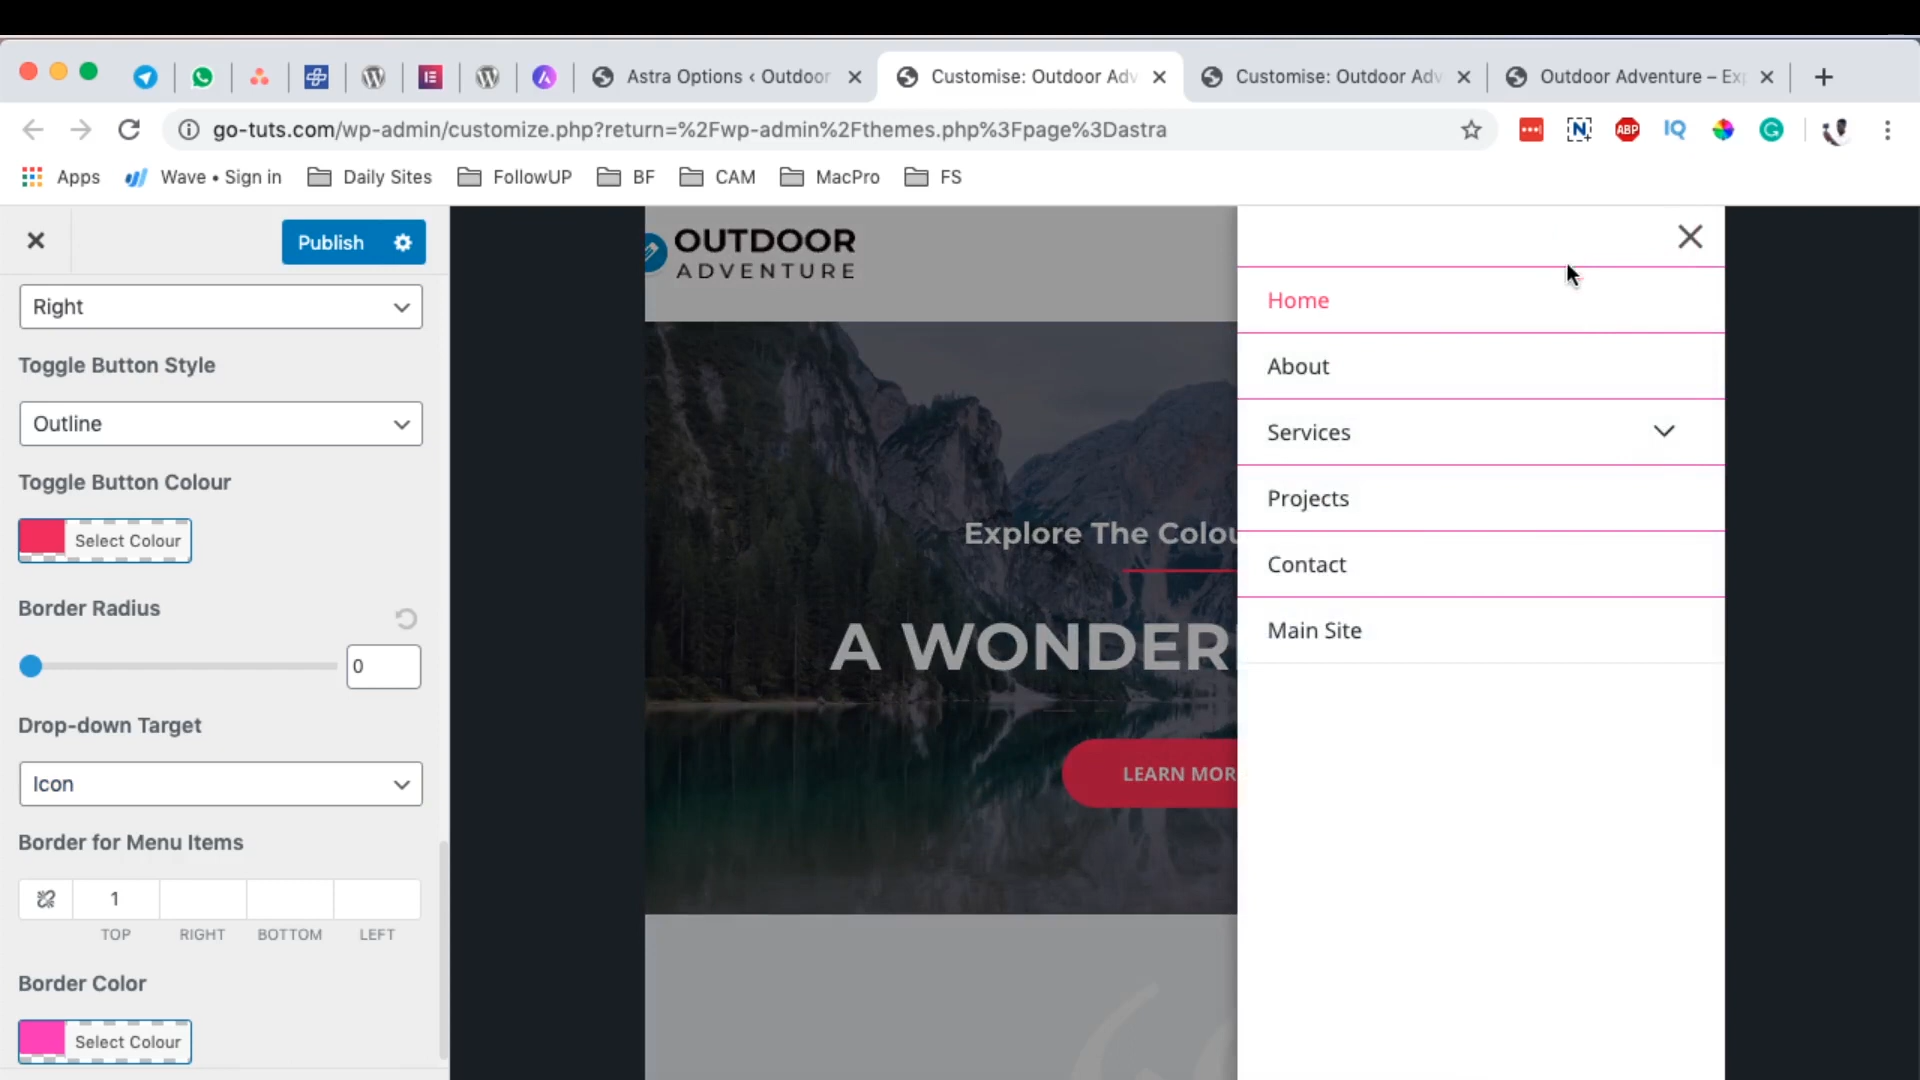 Astra Options ‹ Outdoor
Customise: Outdoor Adv
Customise: Outdoor Adv
Outdoor Adventure – Ex
go-tuts.com/wp-admin/customize.php?return=%2Fwp-admin%2Fthemes.php%3Fpage%3Dastra
N
ABP
IQ
Apps
Wave • Sign in
Daily Sites
FollowUP
BF
CAM
MacPro
FS
Publish
Right
Toggle Button Style
Outline
Toggle Button Colour
Select Colour
Border Radius
0
Drop-down Target
Icon
Border for Menu Items
1
TOP
RIGHT
BOTTOM
LEFT
Border Color
Select Colour
OUTDOOR
ADVENTURE
Explore The Colou
A WONDER
LEARN MOR
Home
About
Services
Projects
Contact
Main Site